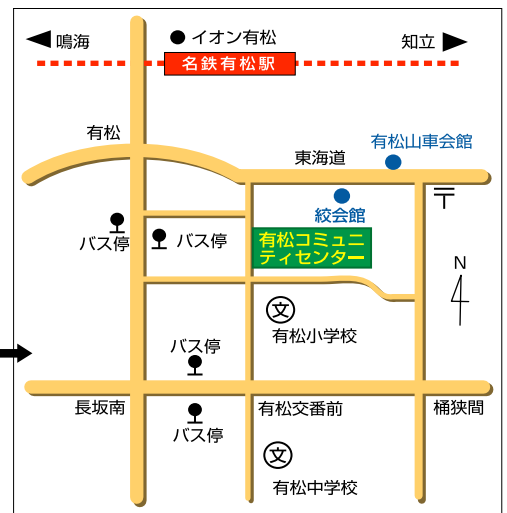 鳴海
イオン有松
知立
名鉄有松駅
有松
東海道
有松山車会館
〒
絞会館
バス停
バス停
有松コミュニ
ティセンター
N
文
有松小学校
バス停
長坂南
有松交番前
桶狭間
バス停
文
有松中学校